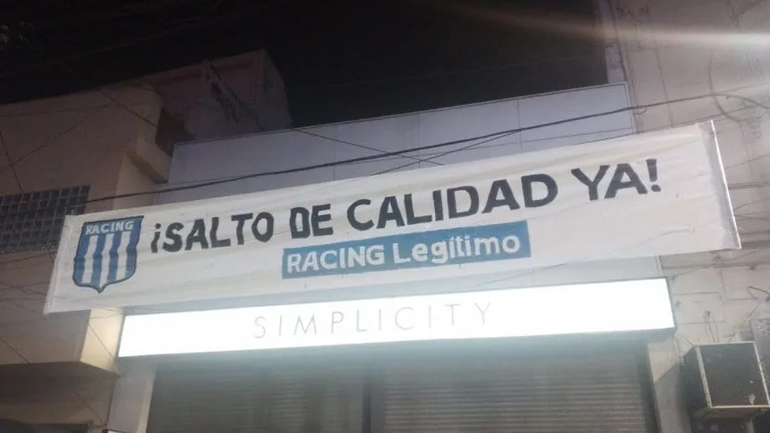 RACING
¡SALTO DE CALIDAD YA!
RACING Legítimo
SIMPLICITY